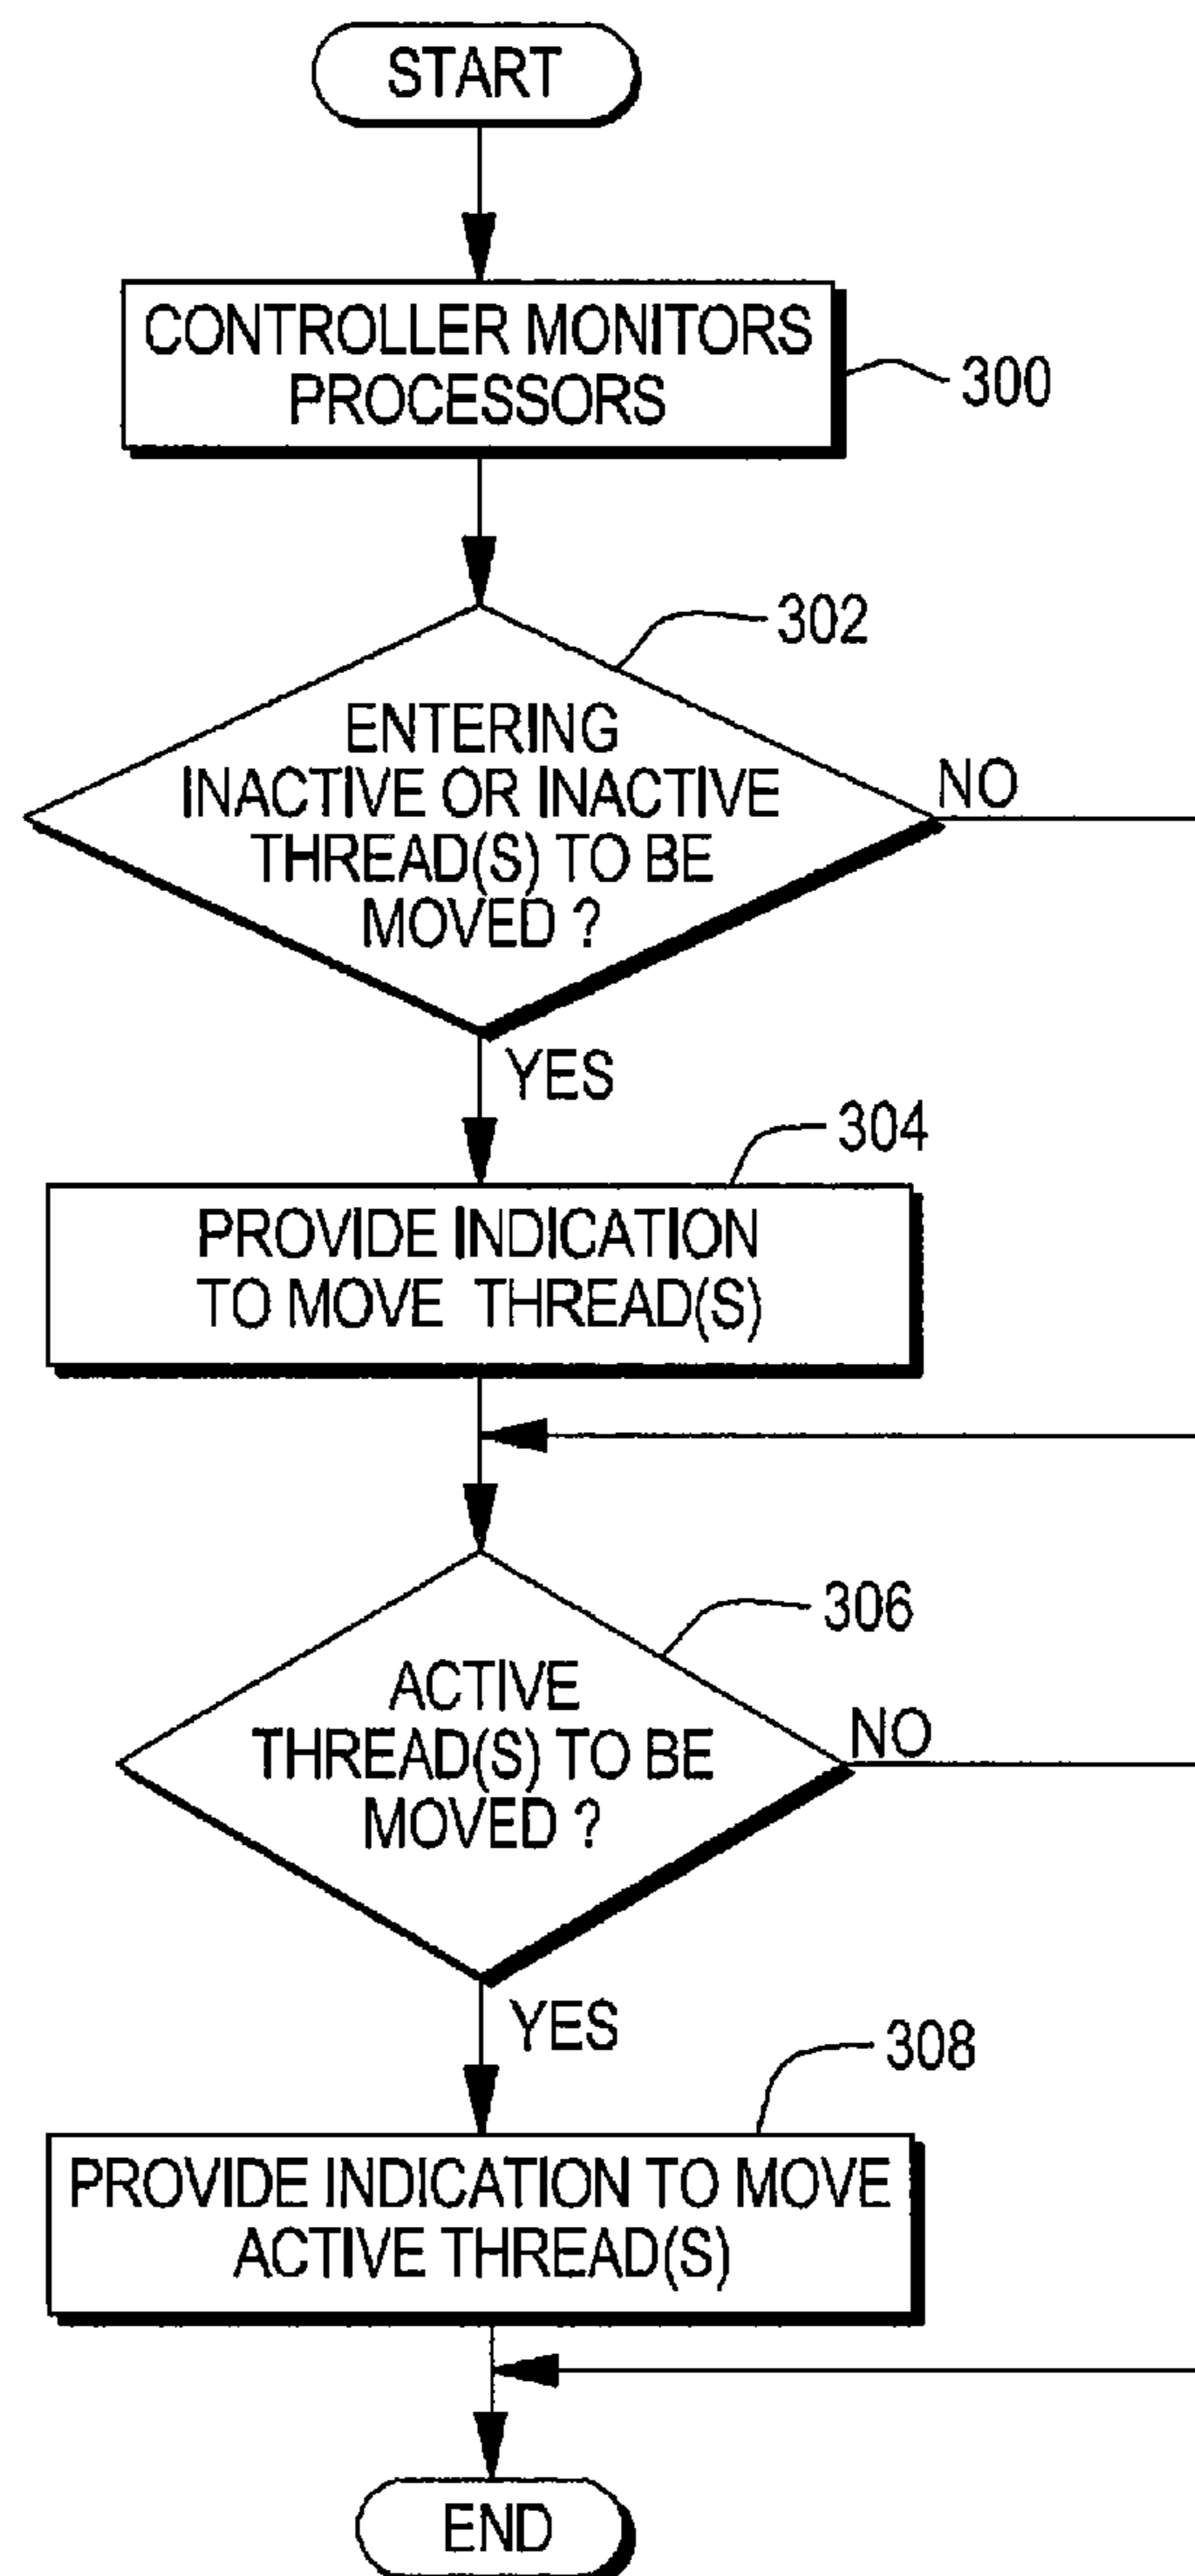 START
CONTROLLER MONITORS
PROCESSORS
300
302
ENTERING
INACTIVE OR INACTIVE
THREAD(S) TO BE
MOVED ?
NO
YES
304
PROVIDE INDICATION
TO MOVE THREAD(S)
306
ACTIVE
THREAD(S) TO BE
MOVED ?
NO
YES
308
PROVIDE INDICATION TO MOVE
ACTIVE THREAD(S)
END